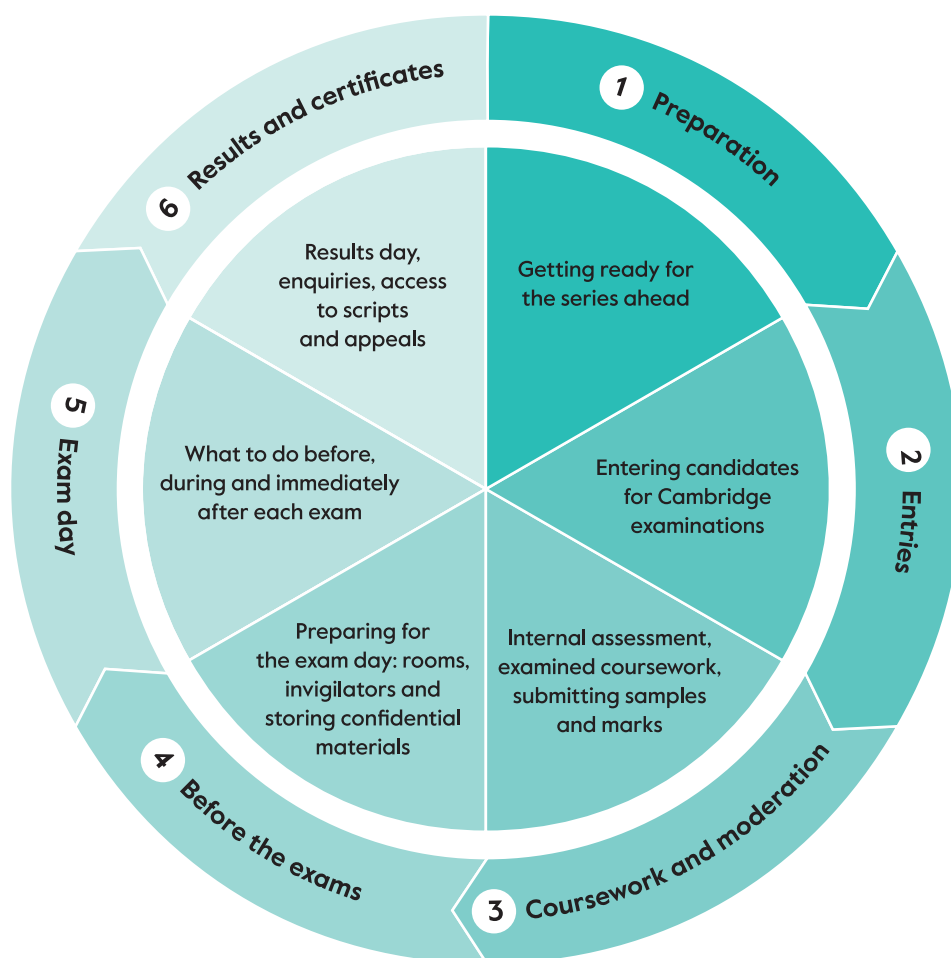 1 Preparation
Getting ready for
the series ahead
2 Entries
Entering candidates
for Cambridge
examinations
3 Coursework and moderation
Internal assessment,
examined coursework,
submitting samples
and marks
4 Before the exams
Preparing for
the exam day: rooms,
invigilators and
storing confidential
materials
5 Exam day
What to do before,
during and immediately
after each exam
6 Results and certificates
Results day,
enquiries, access
to scripts
and appeals